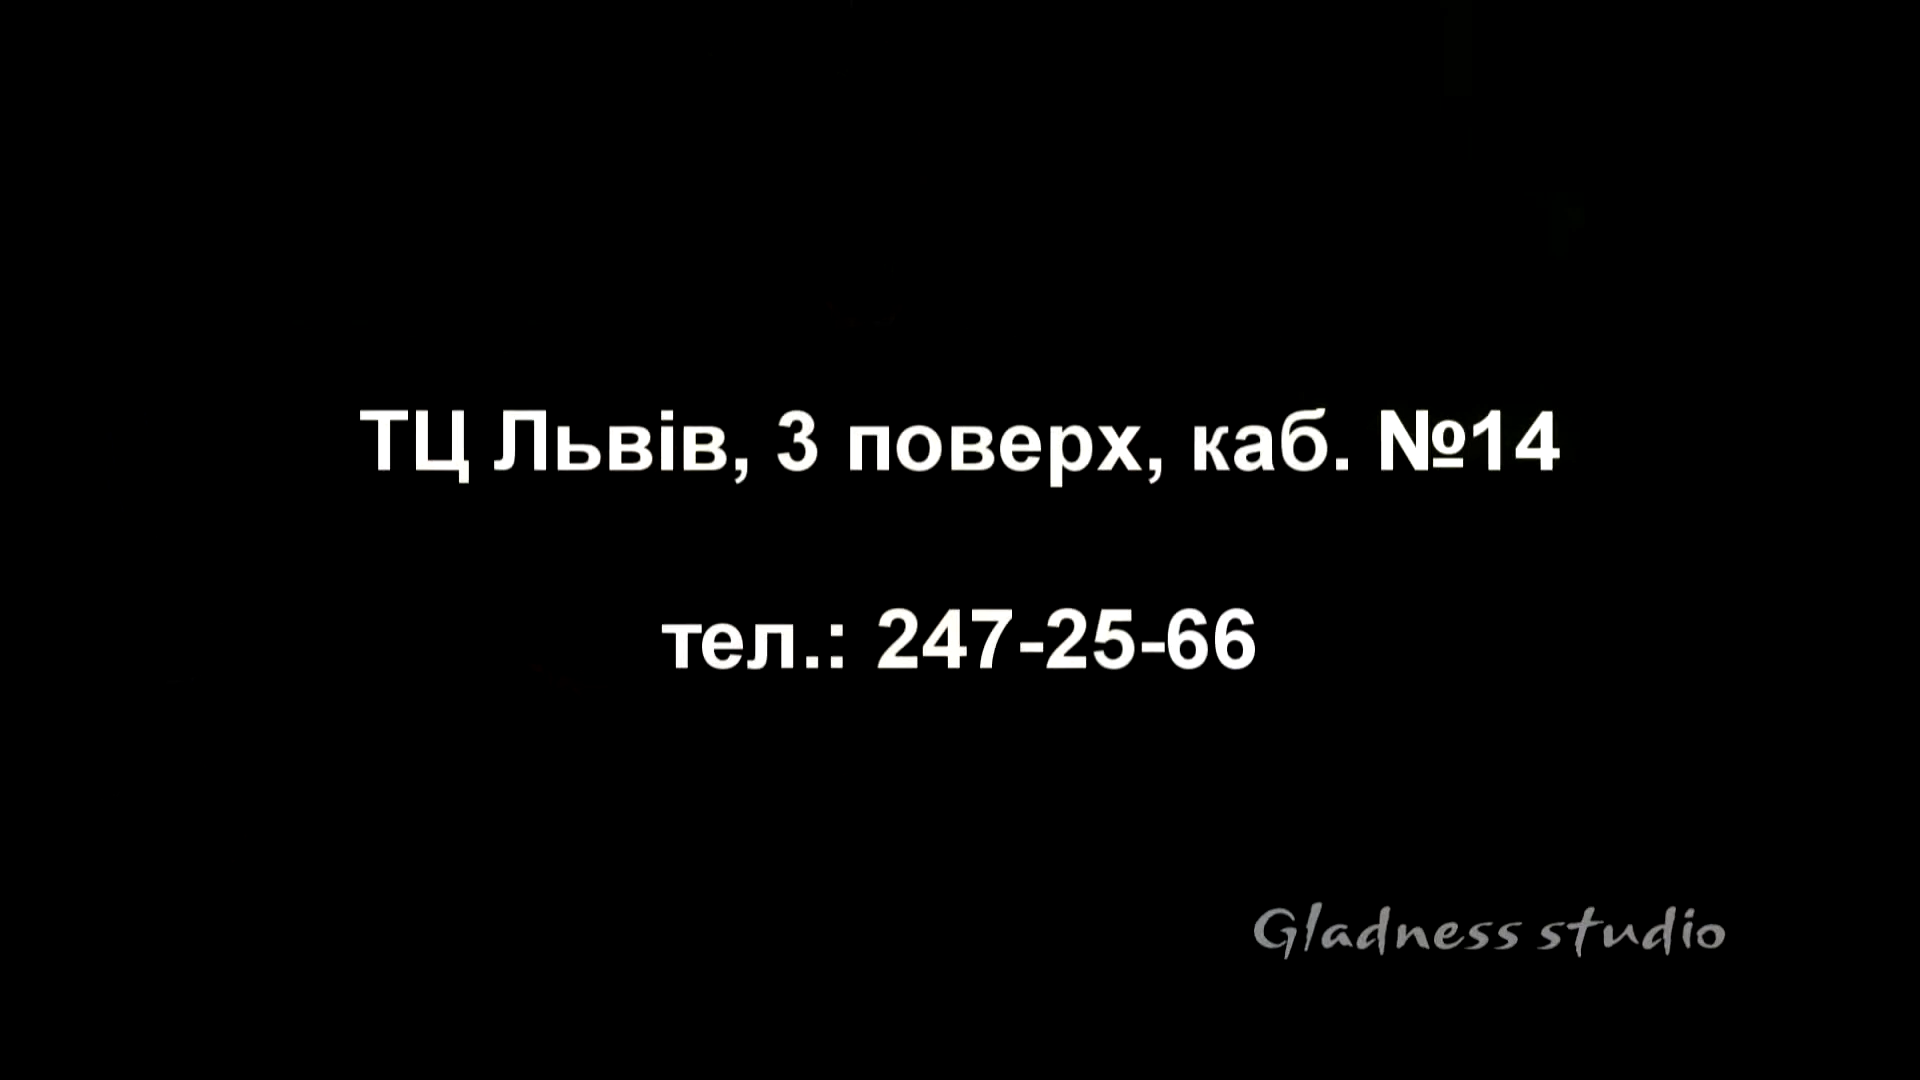 ТЦ Львів, 3 поверх, каб. №14
тел.: 247-25-66
Gladness studio